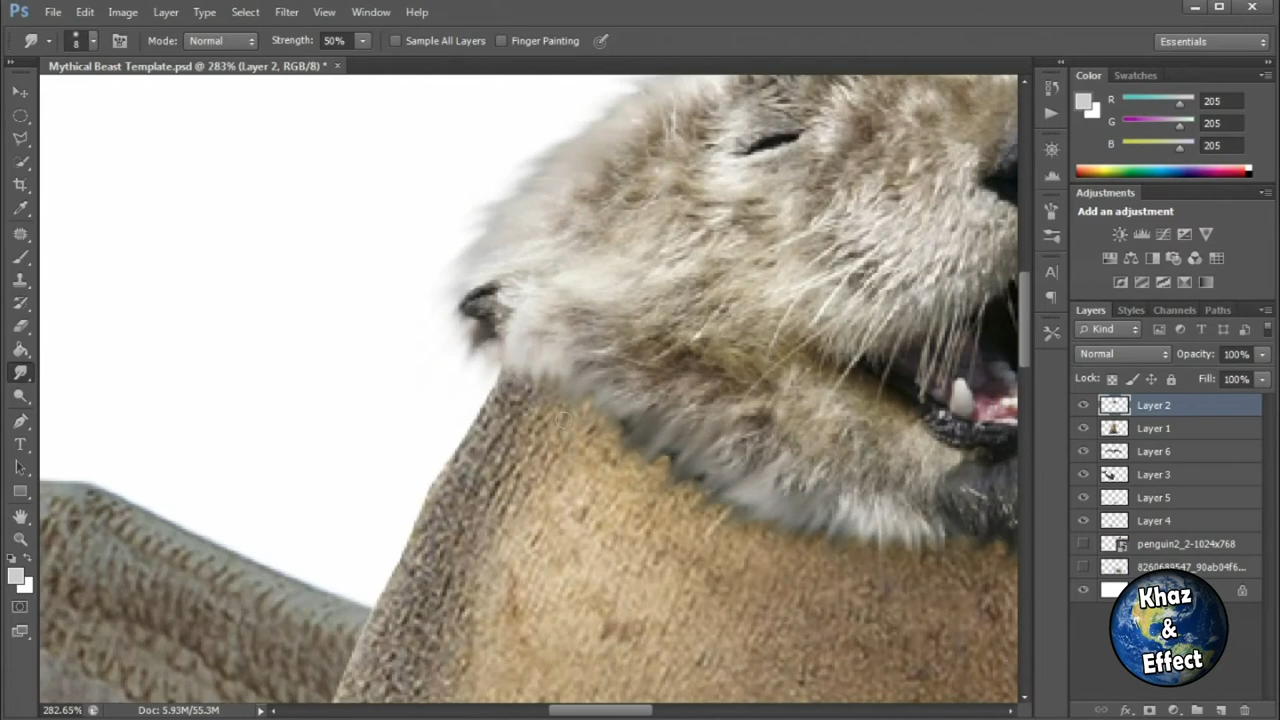 Ps File Edit Image Layer Type Select Filter View Window Help
8 Mode: Normal Strength: 50% Sample All Layers Finger Painting Essentials
Mythical Beast Template.psd @ 283% (Layer 2, RGB/8) * ×
Color Swatches
R 205
G 205
B 205
Adjustments
Add an adjustment
Layers Styles Channels Paths
Kind
Normal Opacity: 100%
Lock: Fill: 100%
Layer 2
Layer 1
Layer 6
Layer 3
Layer 5
Layer 4
penguin2_2-1024x768
8260689547_90ab04f6...
Khaz
&
Effect
282.65% Doc: 5.93M/55.3M